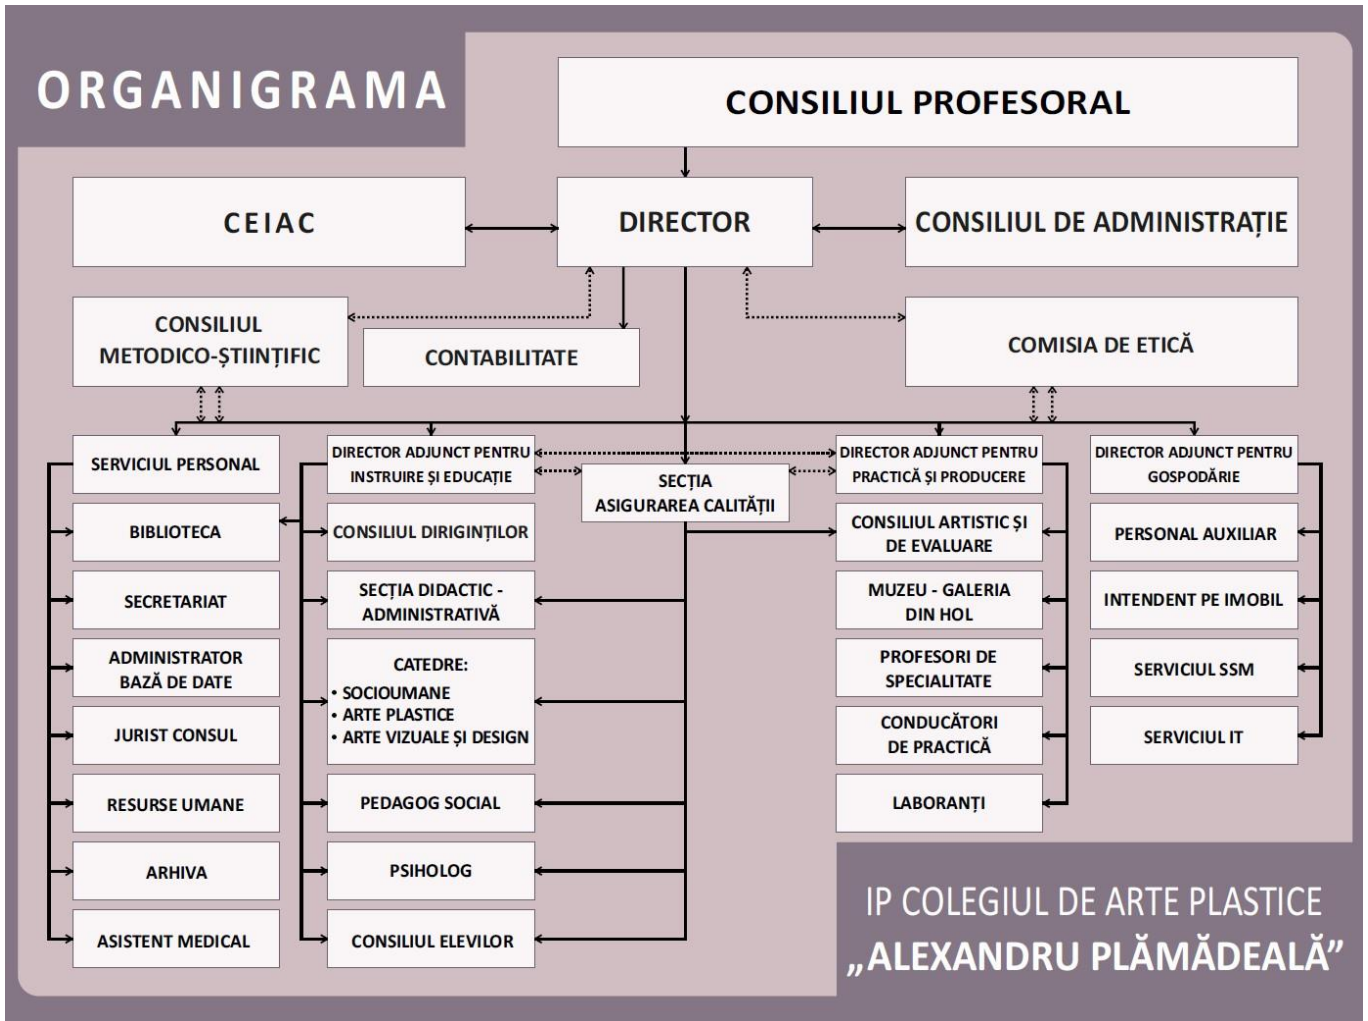 ORGANIGRAMA
CONSILIUL PROFESORAL
CEIAC
DIRECTOR
CONSILIUL DE ADMINISTRAȚIE
CONSILIUL
METODICO-ȘTIINȚIFIC
CONTABILITATE
COMISIA DE ETICĂ
SERVICIUL PERSONAL
BIBLIOTECA
SECRETARIAT
ADMINISTRATOR
BAZĂ DE DATE
JURIST CONSUL
RESURSE UMANE
ARHIVA
ASISTENT MEDICAL
DIRECTOR ADJUNCT PENTRU
INSTRUIRE ȘI EDUCAȚIE
CONSILIUL DIRIGINȚILOR
SECȚIA DIDACTIC -
ADMINISTRATIVĂ
CATEDRE:
• SOCIOUMANE
• ARTE PLASTICE
• ARTE VIZUALE ȘI DESIGN
PEDAGOG SOCIAL
PSIHOLOG
CONSILIUL ELEVILOR
SECȚIA
ASIGURAREA CALITĂȚII
DIRECTOR ADJUNCT PENTRU
PRACTICĂ ȘI PRODUCERE
CONSILIUL ARTISTIC ȘI
DE EVALUARE
MUZEU - GALERIA
DIN HOL
PROFESORI DE
SPECIALITATE
CONDUCĂTORI
DE PRACTICĂ
LABORANȚI
DIRECTOR ADJUNCT PENTRU
GOSPODĂRIE
PERSONAL AUXILIAR
INTENDENT PE IMOBIL
SERVICIUL SSM
SERVICIUL IT
IP COLEGIUL DE ARTE PLASTICE
„ALEXANDRU PLĂMĂDEALĂ”